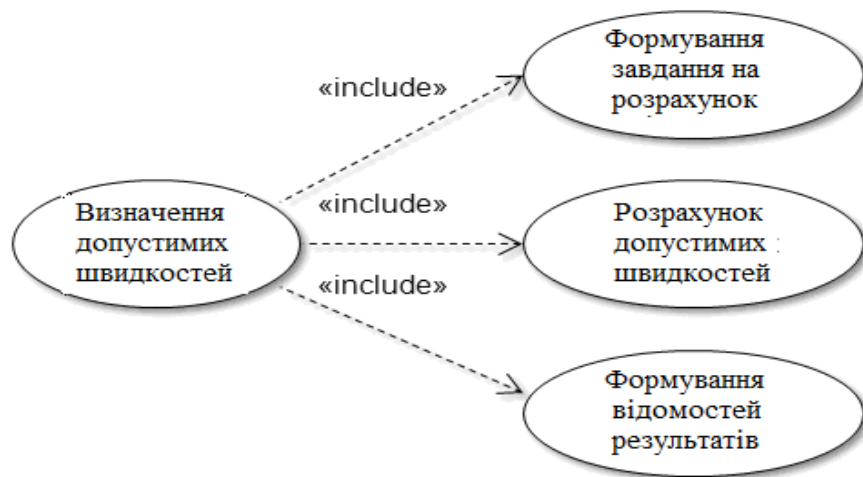 Формування
завдання на
розрахунок
«include»
Визначення
допустимих
швидкостей
«include»
Розрахунок
допустимих
швидкостей
«include»
Формування
відомостей
результатів